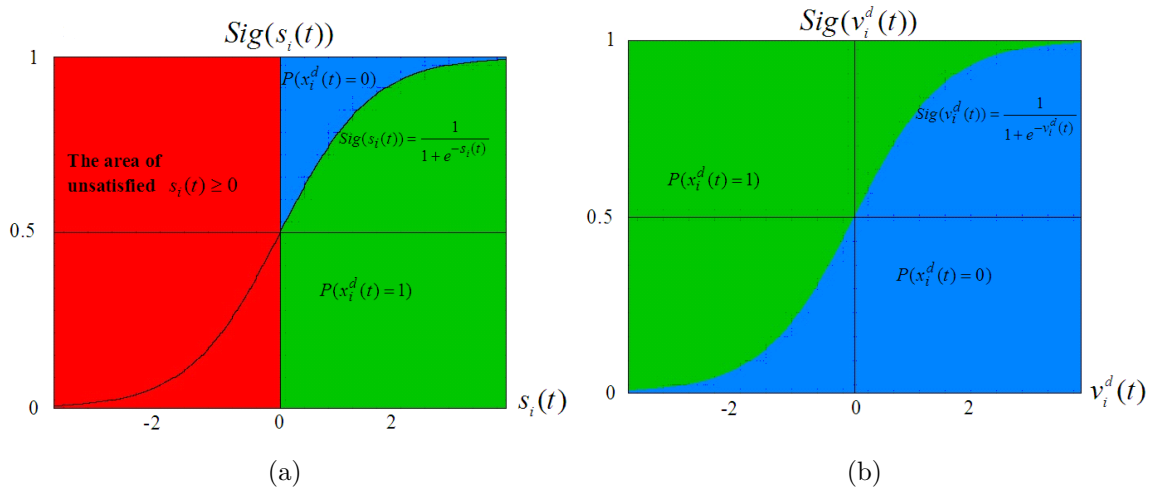 Sig(s_i(t))
1
P(x_i^d(t)=0)
Sig(s_i(t)) = 1 / (1+e^{-s_i(t)})
The area of
unsatisfied s_i(t) ≥ 0
0.5
P(x_i^d(t)=1)
0
-2
0
2
s_i(t)
(a)
Sig(v_i^d(t))
1
Sig(v_i^d(t)) = 1 / (1+e^{-v_i^d(t)})
P(x_i^d(t)=1)
0.5
P(x_i^d(t)=0)
0
-2
0
2
v_i^d(t)
(b)